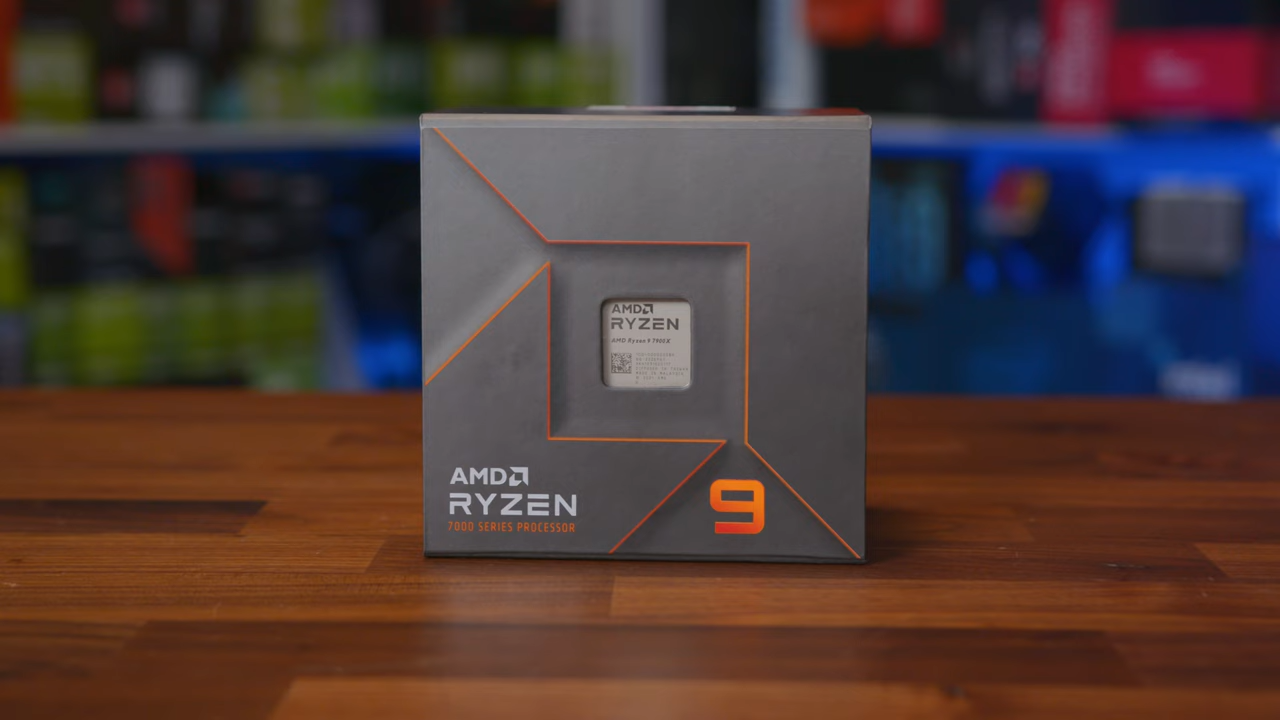 AMD
RYZEN
AMD Ryzen 9 7900X
AMD
RYZEN
7000 SERIES PROCESSOR
9